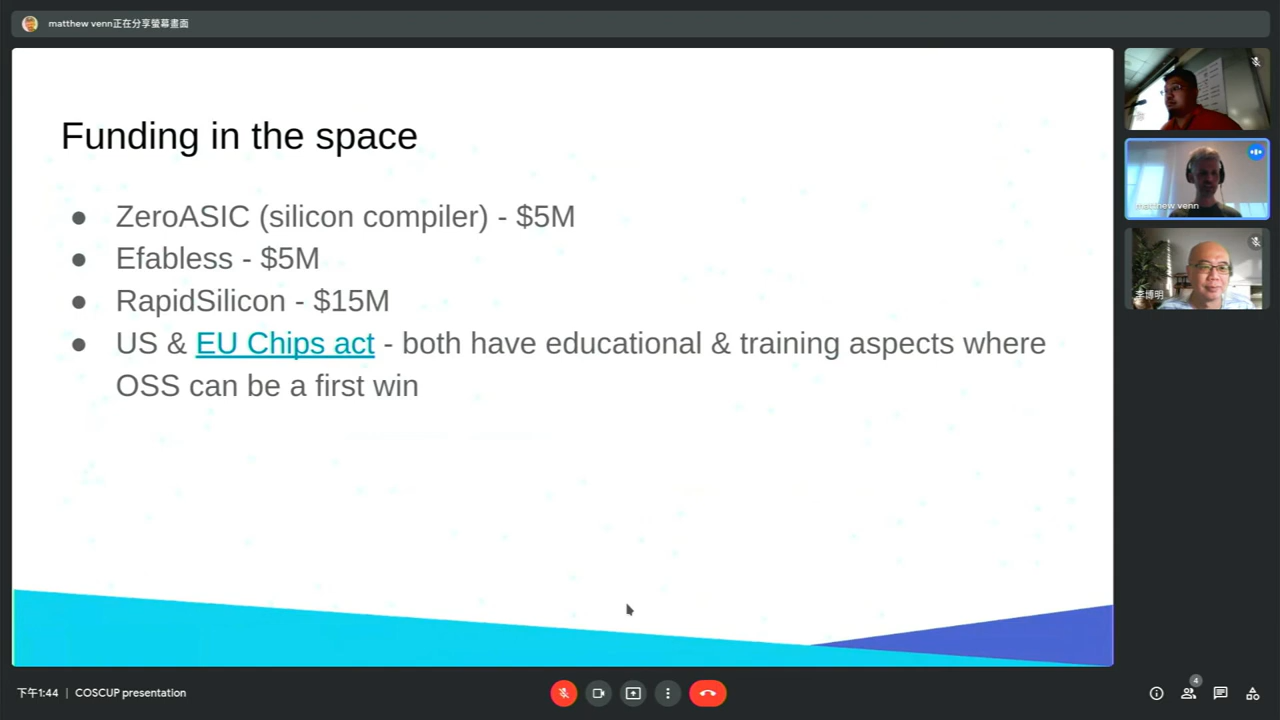 matthew venn正在分享螢幕畫面
Funding in the space
● ZeroASIC (silicon compiler) - $5M
● Efabless - $5M
● RapidSilicon - $15M
● US & EU Chips act - both have educational & training aspects where
OSS can be a first win
matthew venn
李博明
下午1:44 | COSCUP presentation
4